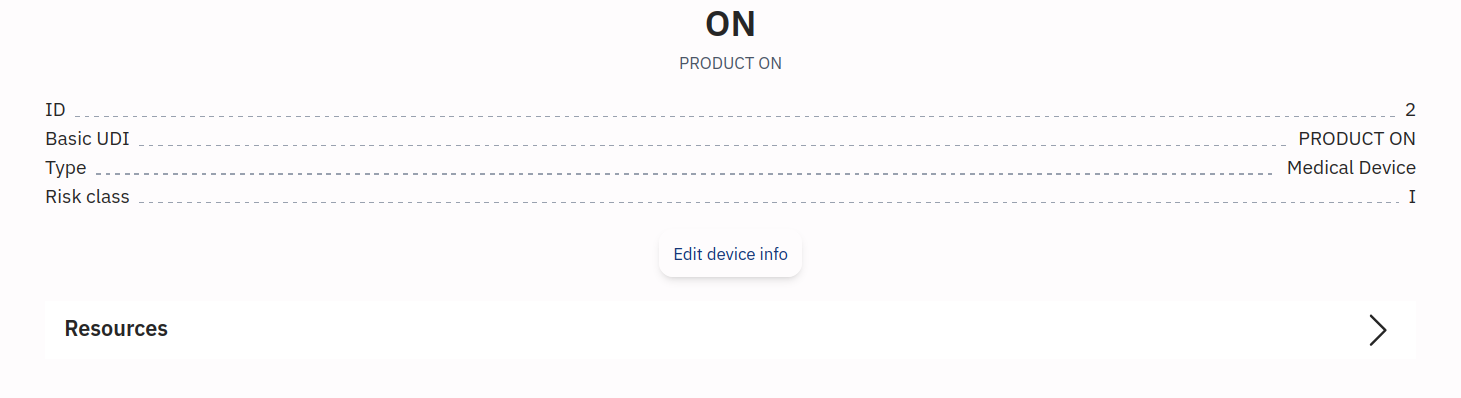 ON
PRODUCT ON
ID 2
Basic UDI PRODUCT ON
Type Medical Device
Risk class I
Edit device info
Resources